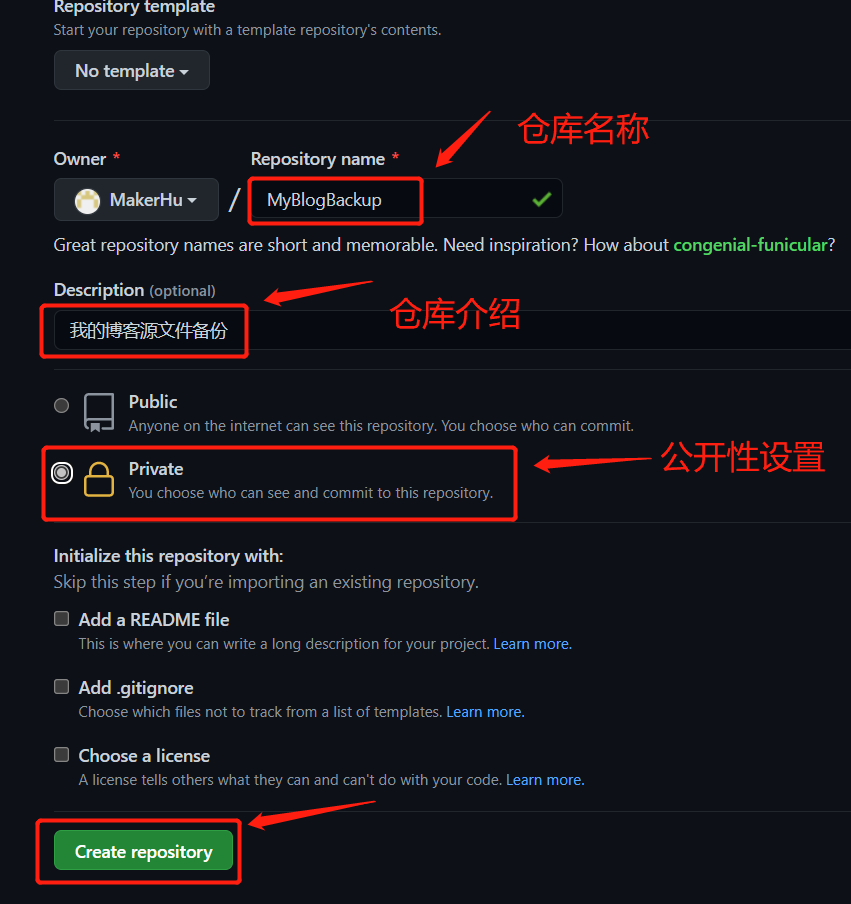 Repository template
Start your repository with a template repository's contents.
No template
仓库名称
Owner *
Repository name *
MakerHu
/
MyBlogBackup
Great repository names are short and memorable. Need inspiration? How about congenial-funicular?
Description (optional)
仓库介绍
我的博客源文件备份
Public
Anyone on the internet can see this repository. You choose who can commit.
公开性设置
Private
You choose who can see and commit to this repository.
Initialize this repository with:
Skip this step if you're importing an existing repository.
Add a README file
This is where you can write a long description for your project. Learn more.
Add .gitignore
Choose which files not to track from a list of templates. Learn more.
Choose a license
A license tells others what they can and can't do with your code. Learn more.
Create repository